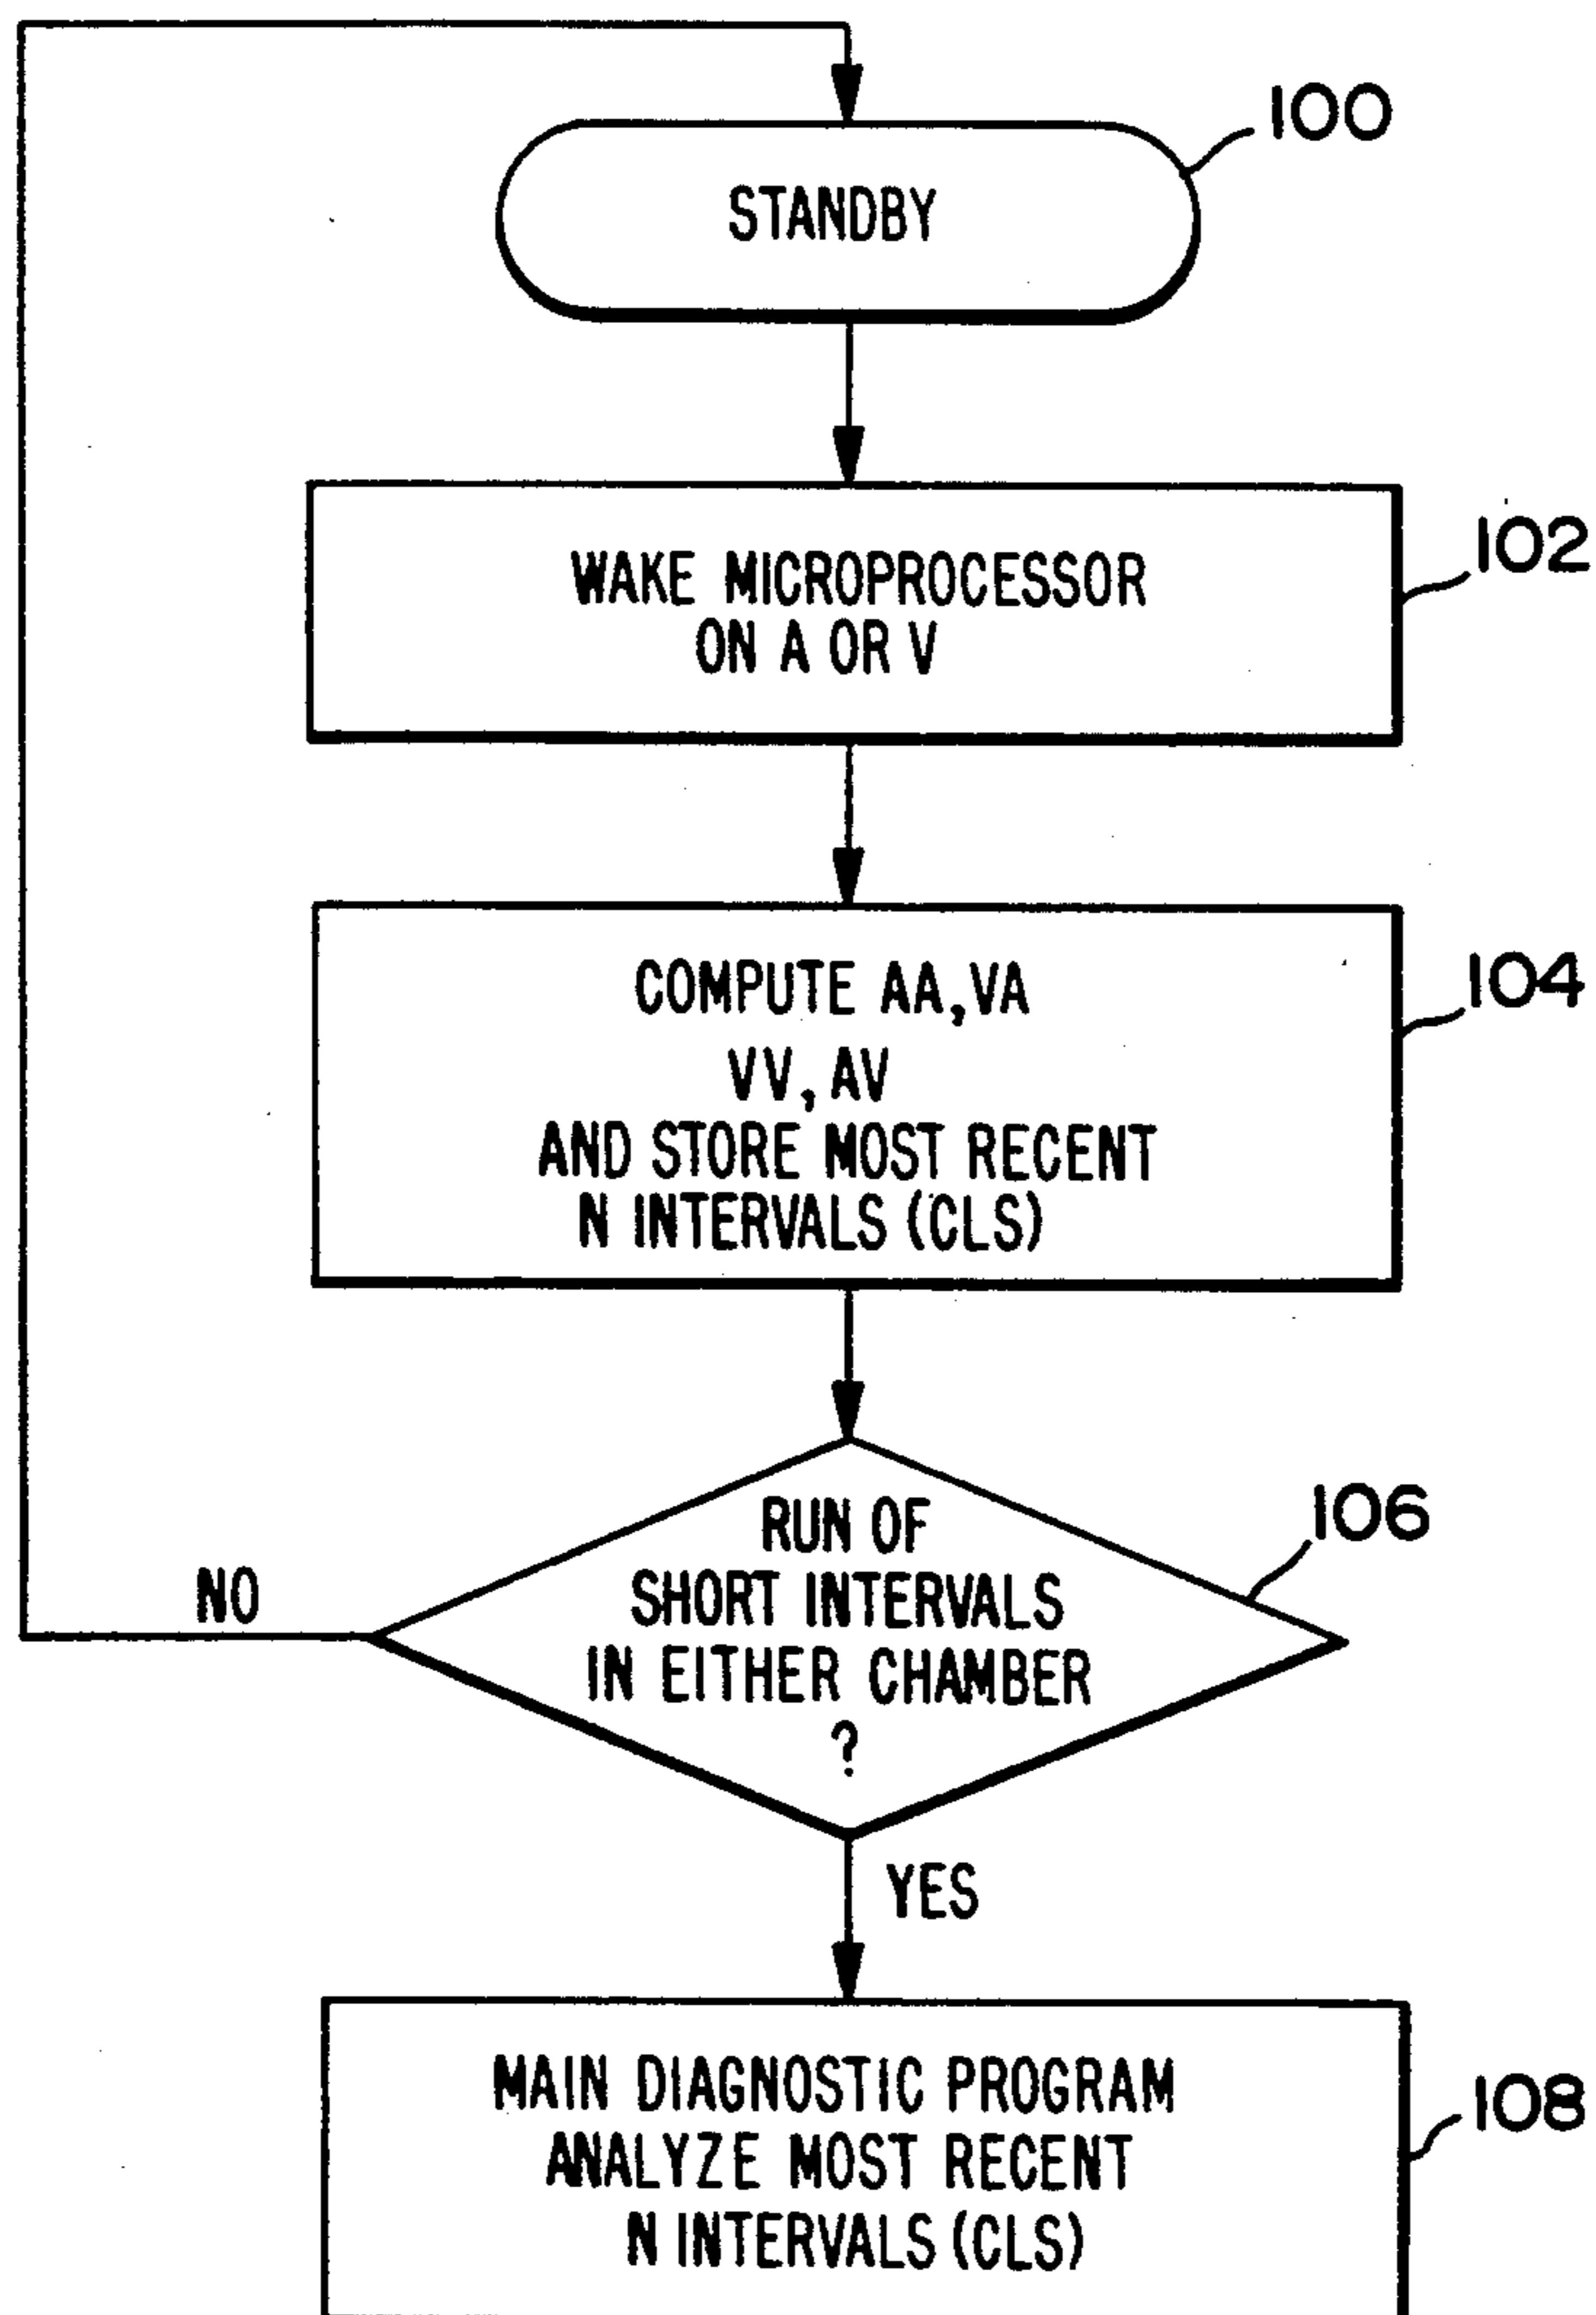 100
STANDBY
102
WAKE MICROPROCESSOR
ON A OR V
104
COMPUTE AA,VA
VV,AV
AND STORE MOST RECENT
N INTERVALS (CLS)
106
RUN OF
SHORT INTERVALS
IN EITHER CHAMBER
?
NO
YES
108
MAIN DIAGNOSTIC PROGRAM
ANALYZE MOST RECENT
N INTERVALS (CLS)